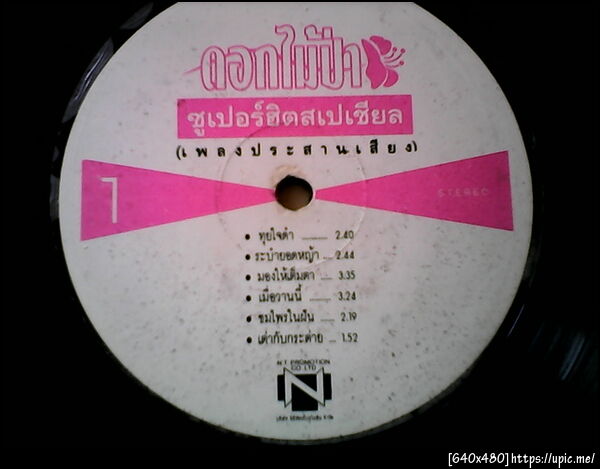 ดอกไม้ป่า
ซูเปอร์ฮิตสเปเชียล
(เพลงประสานเสียง)
1
STEREO
• ทุยใจดำ ........ 2.40
• ระบำยอดหญ้า ... 2.44
• มองให้เต็มตา .... 3.35
• เมื่อวานนี้ ....... 3.24
• ชมไพรในฝัน .... 2.19
• เต่ากับกระต่าย ... 1.52
N.T PROMOTION
CO LTD
N
[640x480]https://upic.me/